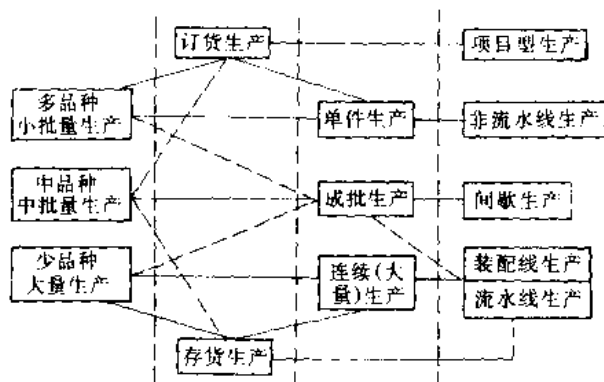 订货生产
项目型生产
多品种
小批量生产
单件生产
非流水线生产
中品种
中批量生产
成批生产
间歇生产
少品种
大量生产
连续(大
量)生产
装配线生产
流水线生产
存货生产